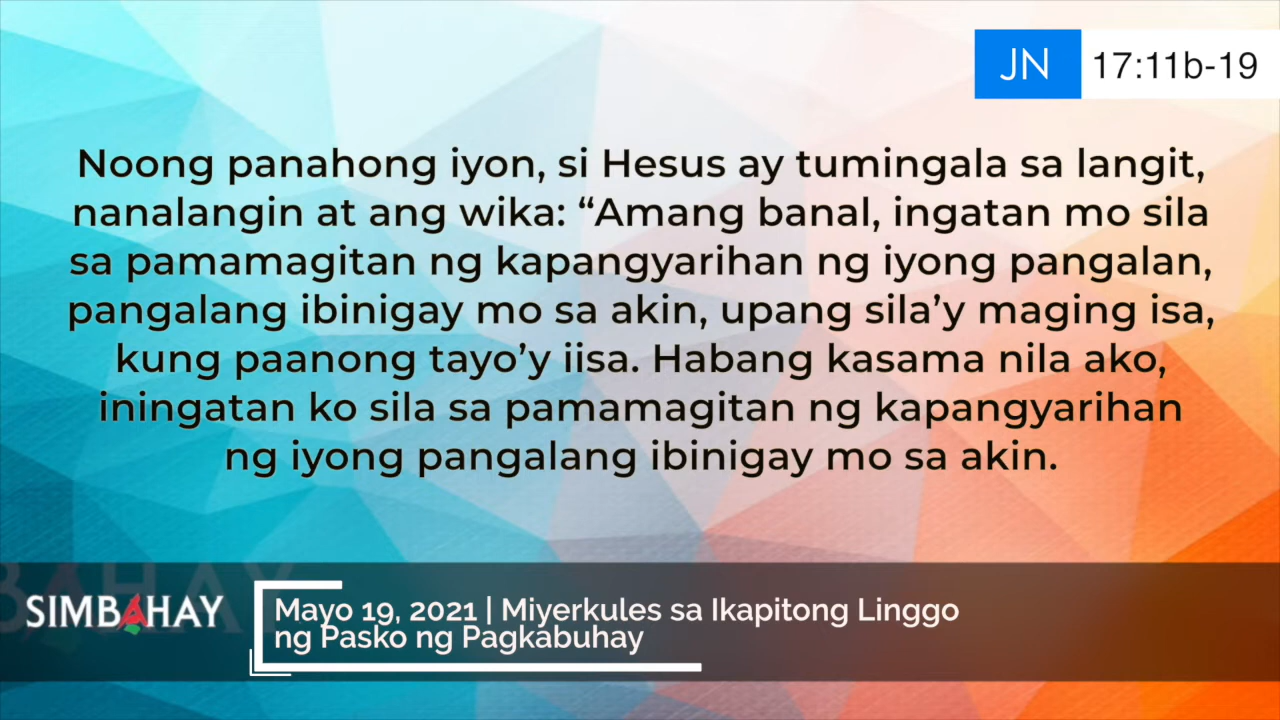 JN 17:11b-19
Noong panahong iyon, si Hesus ay tumingala sa langit,
nanalangin at ang wika: “Amang banal, ingatan mo sila
sa pamamagitan ng kapangyarihan ng iyong pangalan,
pangalang ibinigay mo sa akin, upang sila’y maging isa,
kung paanong tayo’y iisa. Habang kasama nila ako,
iningatan ko sila sa pamamagitan ng kapangyarihan
ng iyong pangalang ibinigay mo sa akin.
SIMBAHAY
Mayo 19, 2021 | Miyerkules sa Ikapitong Linggo
ng Pasko ng Pagkabuhay